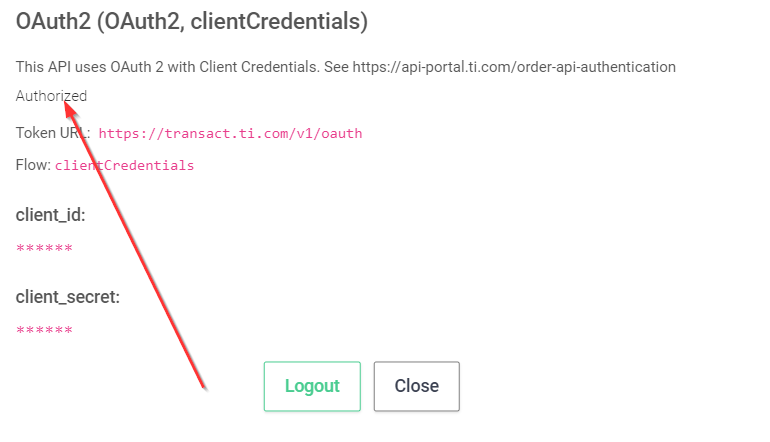 OAuth2 (OAuth2, clientCredentials)
This API uses OAuth 2 with Client Credentials. See https://api-portal.ti.com/order-api-authentication
Authorized
Token URL: https://transact.ti.com/v1/oauth
Flow: clientCredentials
client_id:
******
client_secret:
******
Logout Close